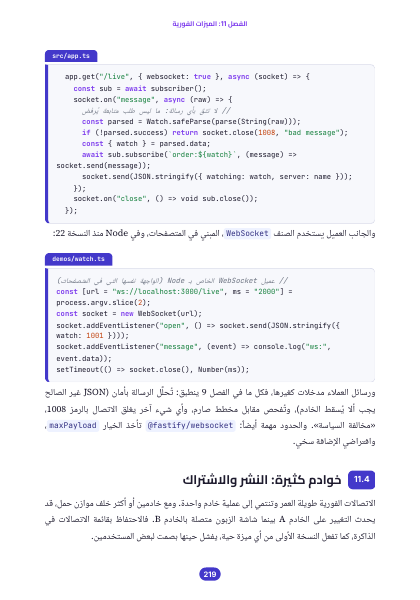 الفصل 11: الميزات الفورية
src/app.ts
app.get("/live", { websocket: true }, async (socket) => {
const sub = await subscriber();
socket.on("message", async (raw) => {
// لا تثق بأي رسالة: ما ليس طلب متابعة يُرفض
const parsed = Watch.safeParse(parse(String(raw)));
if (!parsed.success) return socket.close(1008, "bad message");
const { watch } = parsed.data;
await sub.subscribe(`order:${watch}`, (message) =>
socket.send(message));
socket.send(JSON.stringify({ watching: watch, server: name }));
});
socket.on("close", () => void sub.close());
});
والجانب العميل يستخدم الصنف WebSocket، المبني في المتصفحات، وفي Node منذ النسخة 22:
demos/watch.ts
// عميل WebSocket الخاص بـ Node (الواجهة نفسها التي في المتصفحات)
const [url = "ws://localhost:3000/live", ms = "2000"] =
process.argv.slice(2);
const socket = new WebSocket(url);
socket.addEventListener("open", () => socket.send(JSON.stringify({
watch: 1001 })));
socket.addEventListener("message", (event) => console.log("ws:",
event.data));
setTimeout(() => socket.close(), Number(ms));
ورسائل العملاء مدخلات كغيرها، فكل ما في الفصل 9 ينطبق: تُحلَّل الرسالة بأمان (JSON غير الصالح
يجب ألا يُسقط الخادم)، وتُفحص مقابل مخطط صارم، وأي شيء آخر يغلق الاتصال بالرمز 1008،
«مخالفة السياسة». والحدود مهمة أيضاً: @fastify/websocket تأخذ الخيار maxPayload،
وافتراضي الإضافة سخي.
11.4 خوادم كثيرة: النشر والاشتراك
الاتصالات الفورية طويلة العمر وتنتمي إلى عملية خادم واحدة. ومع خادمين أو أكثر خلف موازن حمل، قد
يحدث التغيير على الخادم A بينما شاشة الزبون متصلة بالخادم B. فالاحتفاظ بقائمة الاتصالات في
الذاكرة، كما تفعل النسخة الأولى من أي ميزة حية، يفشل حينها بصمت لبعض المستخدمين.
219